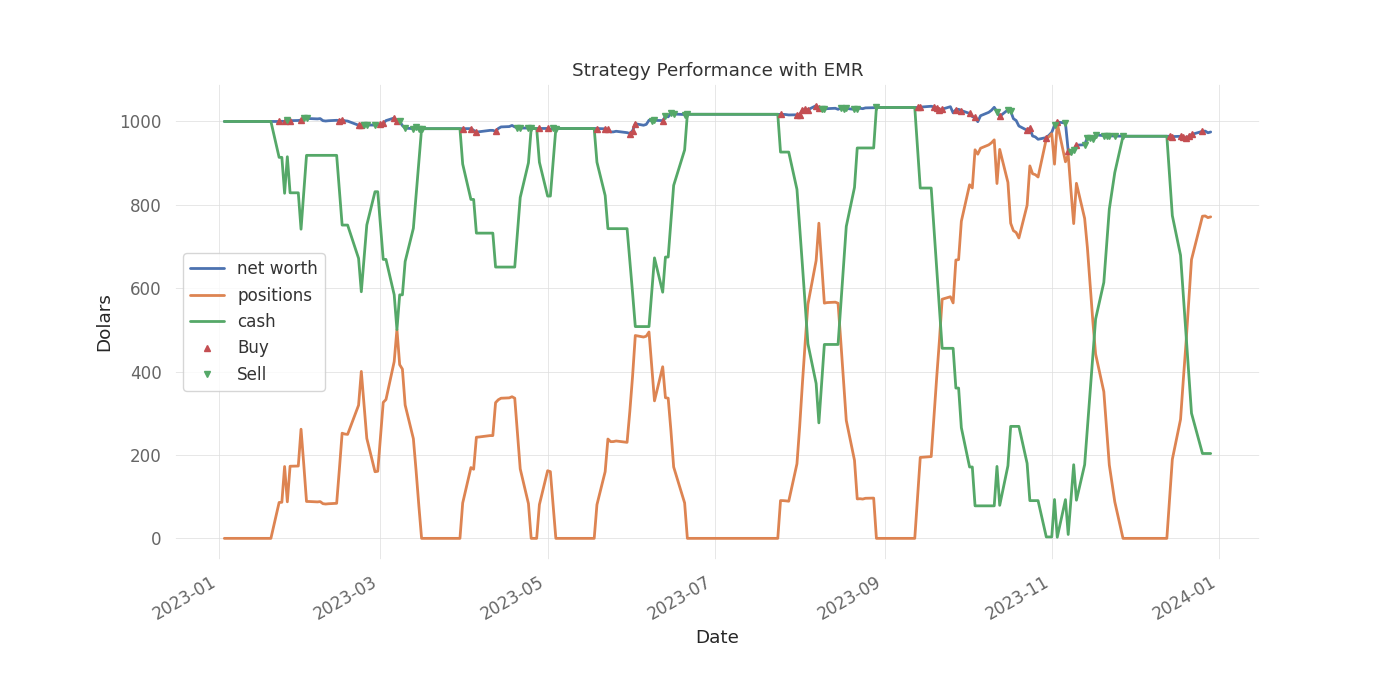 Strategy Performance with EMR
Dolars
1000
800
600
400
200
0
net worth
positions
cash
Buy
Sell
2023-01
2023-03
2023-05
2023-07
2023-09
2023-11
2024-01
Date